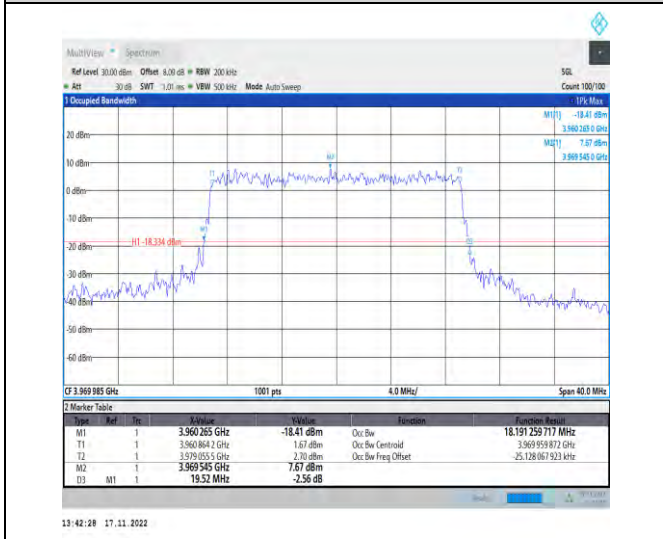 MultiView Spectrum
Ref Level 30.00 dBm Offset 8.09 dB RBW 200 kHz SGL
Att 30 dB SWT 1.01 ms VBW 500 kHz Mode Auto Sweep Count 100/100
1 Occupied Bandwidth 1Pk Max
M1[1] -18.41 dBm
3.960 265 0 GHz
20 dBm M2[1] 7.67 dBm
3.969 545 0 GHz
10 dBm M2
T1 T2
0 dBm
M1
H1 -18.334 dBm
-20 dBm
-30 dBm
-40 dBm
-50 dBm
-60 dBm
CF 3.969 985 GHz 1001 pts 4.0 MHz/ Span 40.0 MHz
2 Marker Table
Type Ref Trc X-Value Y-Value Function Function Result
M1 1 3.960 265 GHz -18.41 dBm Occ Bw 18.191 259 717 MHz
T1 1 3.960 864 2 GHz 1.67 dBm Occ Bw Centroid 3.969 959 872 GHz
T2 1 3.979 055 5 GHz 2.70 dBm Occ Bw Freq Offset -25.128 067 923 kHz
M2 1 3.969 545 GHz 7.67 dBm
D3 M1 1 19.52 MHz -2.56 dB
13:42:28 17.11.2022